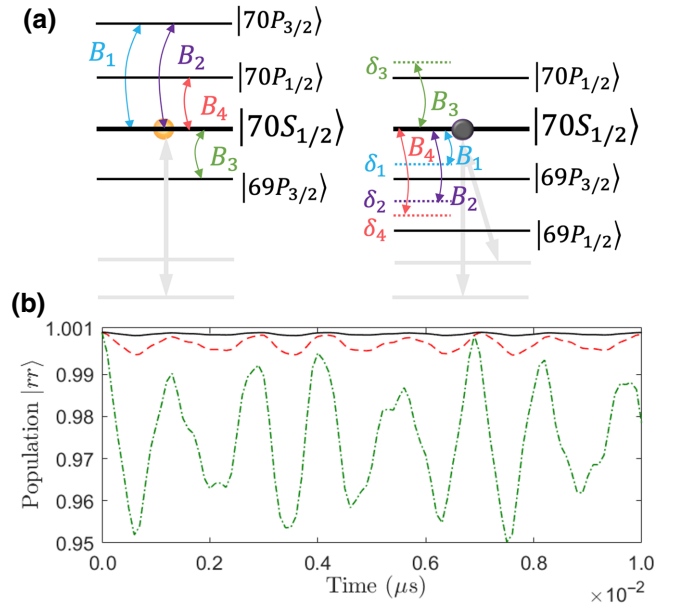 (a)
|70P3/2⟩
B1
B2
|70P1/2⟩
B4
|70S1/2⟩
B3
|69P3/2⟩
δ3
|70P1/2⟩
B3
|70S1/2⟩
B4
B1
δ1
|69P3/2⟩
δ2
B2
δ4
|69P1/2⟩
(b)
1.001
0.99
0.98
0.97
0.96
0.95
Population |rr⟩
0.0
0.2
0.4
0.6
0.8
1.0
Time (μs)
×10⁻²